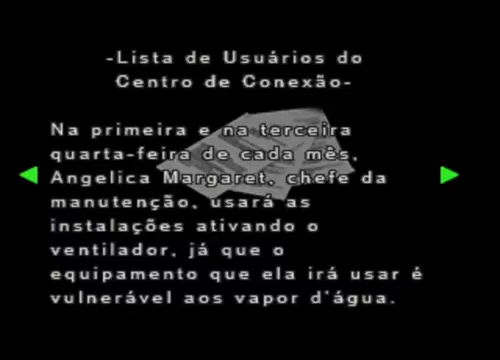 -Lista de Usuários do
Centro de Conexão-
Na primeira e na terceira
quarta-feira de cada mês,
Angelica Margaret, chefe da
manutenção, usará as
instalações ativando o
ventilador, já que o
equipamento que ela irá usar é
vulnerável aos vapor d'água.